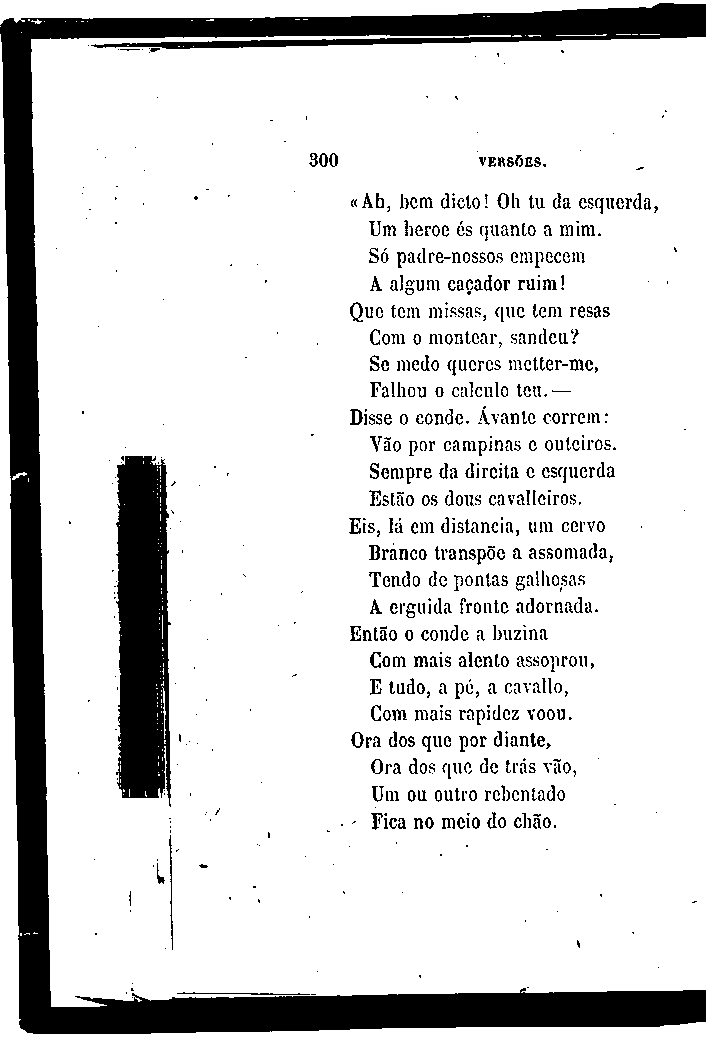 300 VERSÕES.
«Ah, bem dicto! Oh tu da esquerda,
Um heroe és quanto a mim.
Só padre-nossos empecem
A algum caçador ruim!
Que tem missas, que tem resas
Com o montear, sandeu?
Se medo queres metter-me,
Falhou o calculo teu.—
Disse o conde. Ávante correm:
Vão por campinas e outeiros.
Sempre da direita e esquerda
Estão os dous cavalleiros.
Eis, lá em distancia, um cervo
Branco transpõe a assomada,
Tendo de pontas galhosas
A erguida fronte adornada.
Então o conde a buzina
Com mais alento assoprou,
E tudo, a pé, a cavallo,
Com mais rapidez voou.
Ora dos que por diante,
Ora dos que de trás vão,
Um ou outro rebentado
Fica no meio do chão.